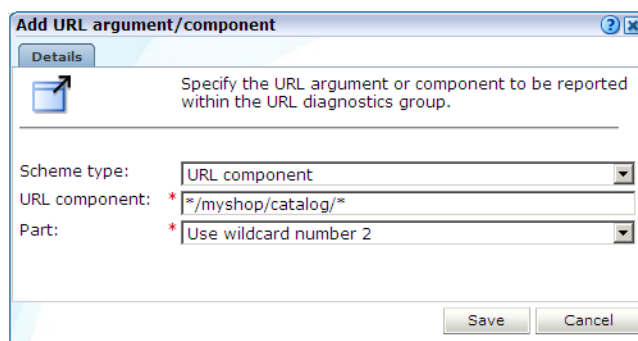 Add URL argument/component
Details
Specify the URL argument or component to be reported
within the URL diagnostics group.
Scheme type: URL component
URL component: * */myshop/catalog/*
Part: * Use wildcard number 2
Save Cancel